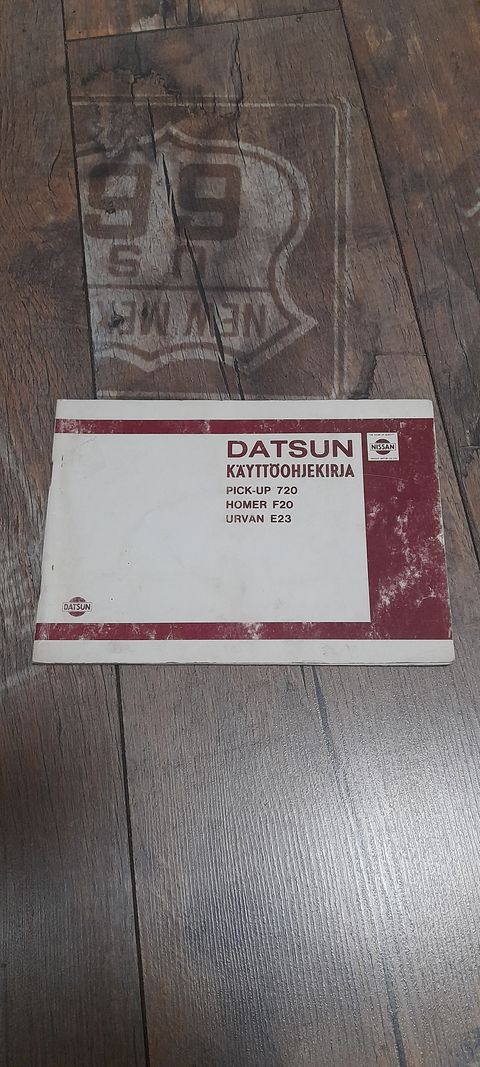 66
U S
NEW MEX
DATSUN
KÄYTTÖOHJEKIRJA
PICK-UP 720
HOMER F20
URVAN E23
NISSAN
DATSUN